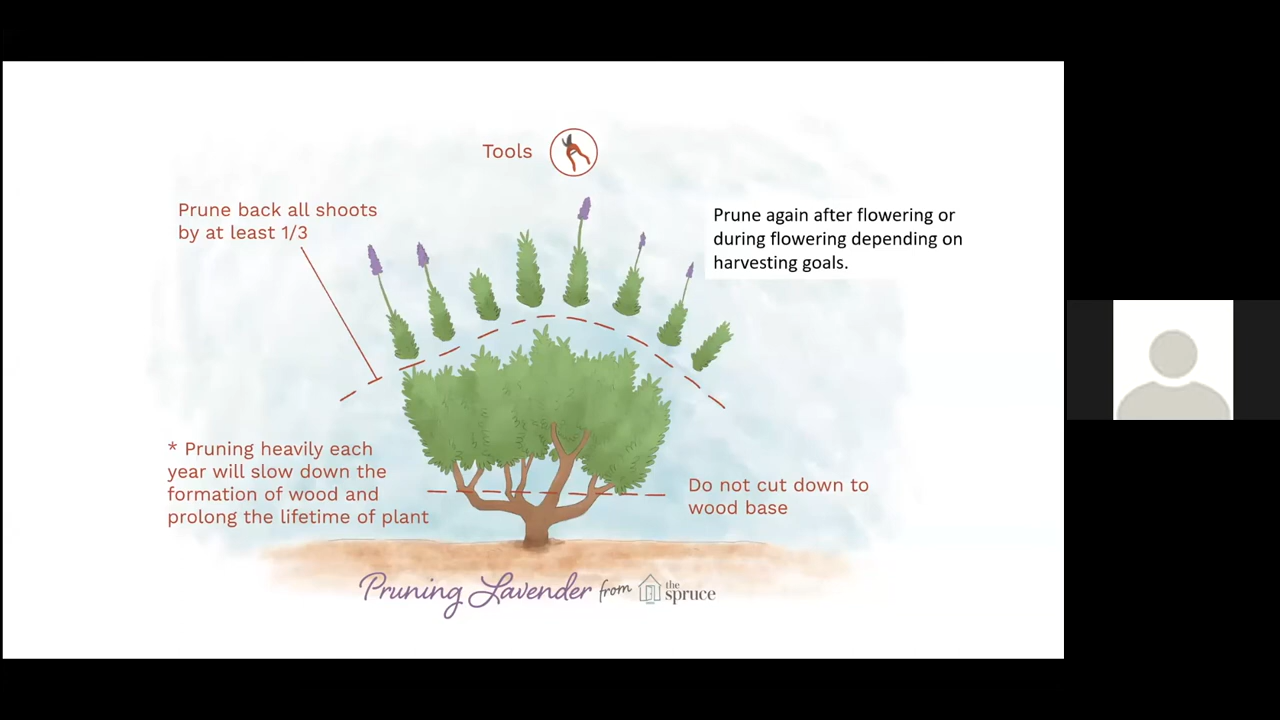 Tools
Prune back all shoots
by at least 1/3
Prune again after flowering or
during flowering depending on
harvesting goals.
* Pruning heavily each
year will slow down the
formation of wood and
prolong the lifetime of plant
Do not cut down to
wood base
Pruning Lavender from the spruce